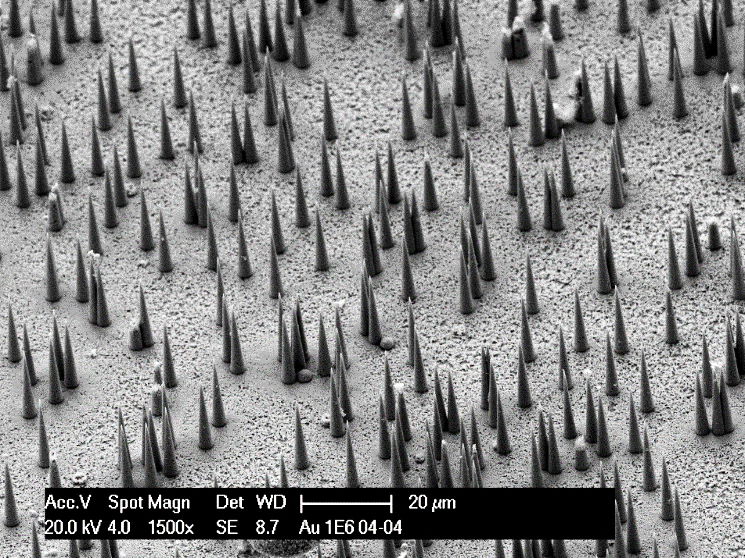 Acc.V Spot Magn Det WD 20 µm
20.0 kV 4.0 1500x SE 8.7 Au 1E6 04-04